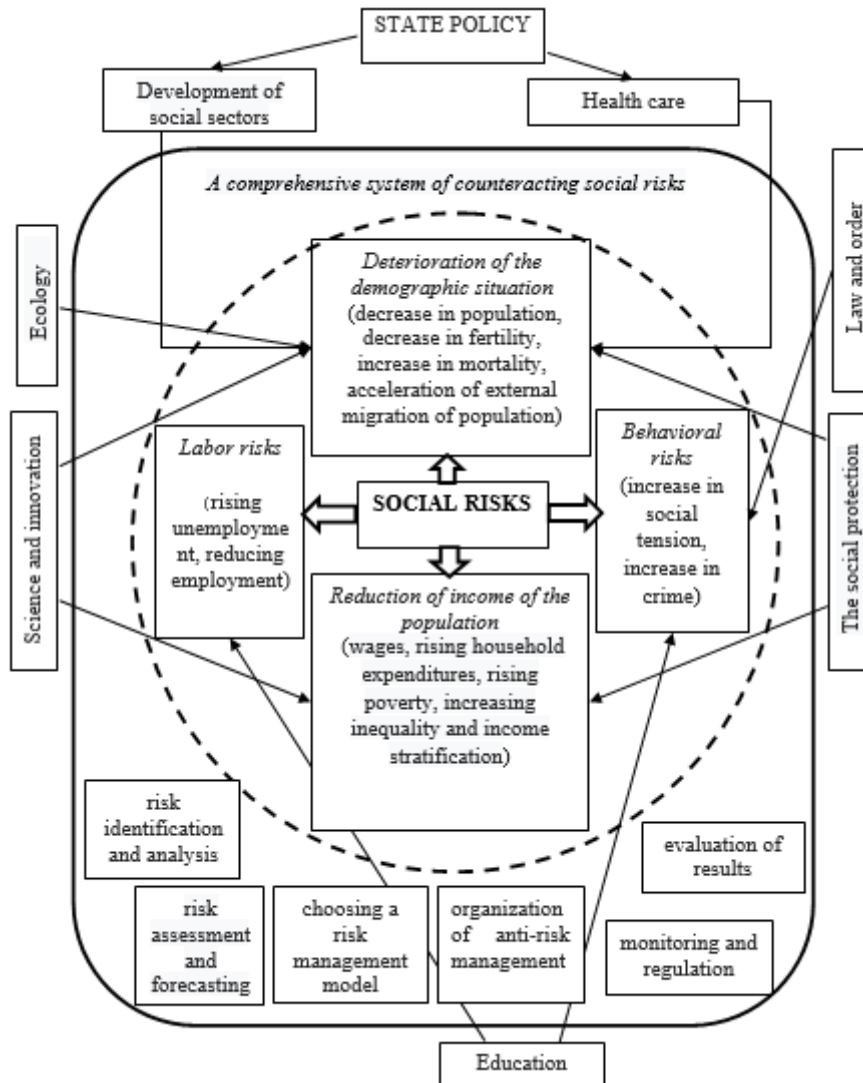 STATE POLICY
Development of
social sectors
Health care
A comprehensive system of counteracting social risks
Ecology
Law and order
Deterioration of the
demographic situation
(decrease in population,
decrease in fertility,
increase in mortality,
acceleration of external
migration of population)
Science and innovation
Labor risks
(rising
unemployme
nt, reducing
employment)
SOCIAL RISKS
Behavioral
risks
(increase in
social
tension,
increase in
crime)
The social protection
Reduction of income of the
population
(wages, rising household
expenditures, rising
poverty, increasing
inequality and income
stratification)
risk
identification
and analysis
evaluation of
results
risk
assessment
and
forecasting
choosing a
risk
management
model
organization
of anti-risk
management
monitoring and
regulation
Education